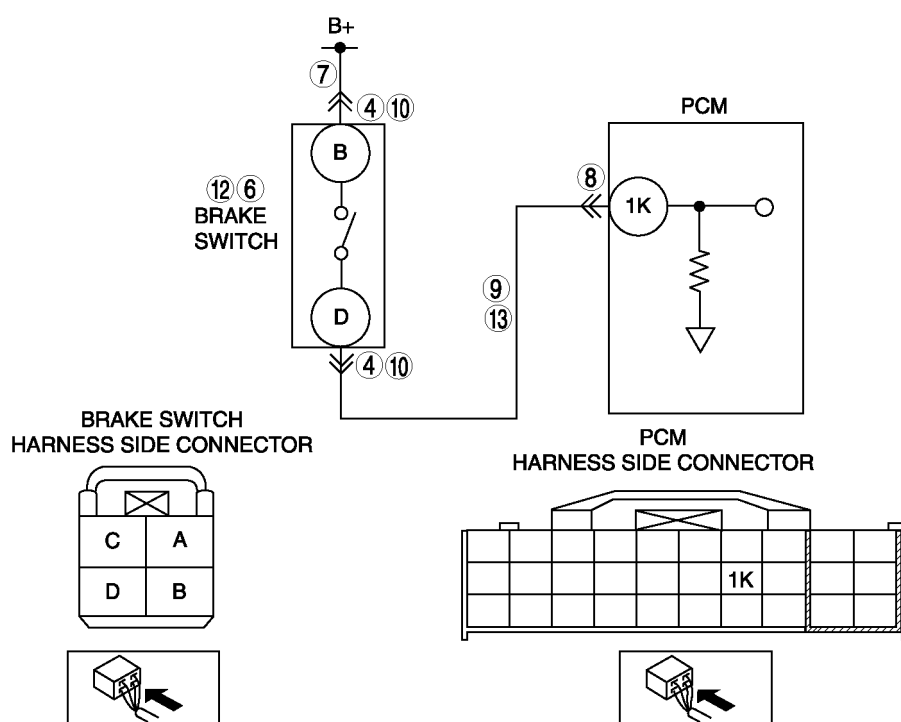 B+
⑦
④ ⑩
PCM
B
⑧
⑫ ⑥
BRAKE
SWITCH
1K
⑨
⑬
D
④ ⑩
BRAKE SWITCH
HARNESS SIDE CONNECTOR
PCM
HARNESS SIDE CONNECTOR
C A
D B
1K